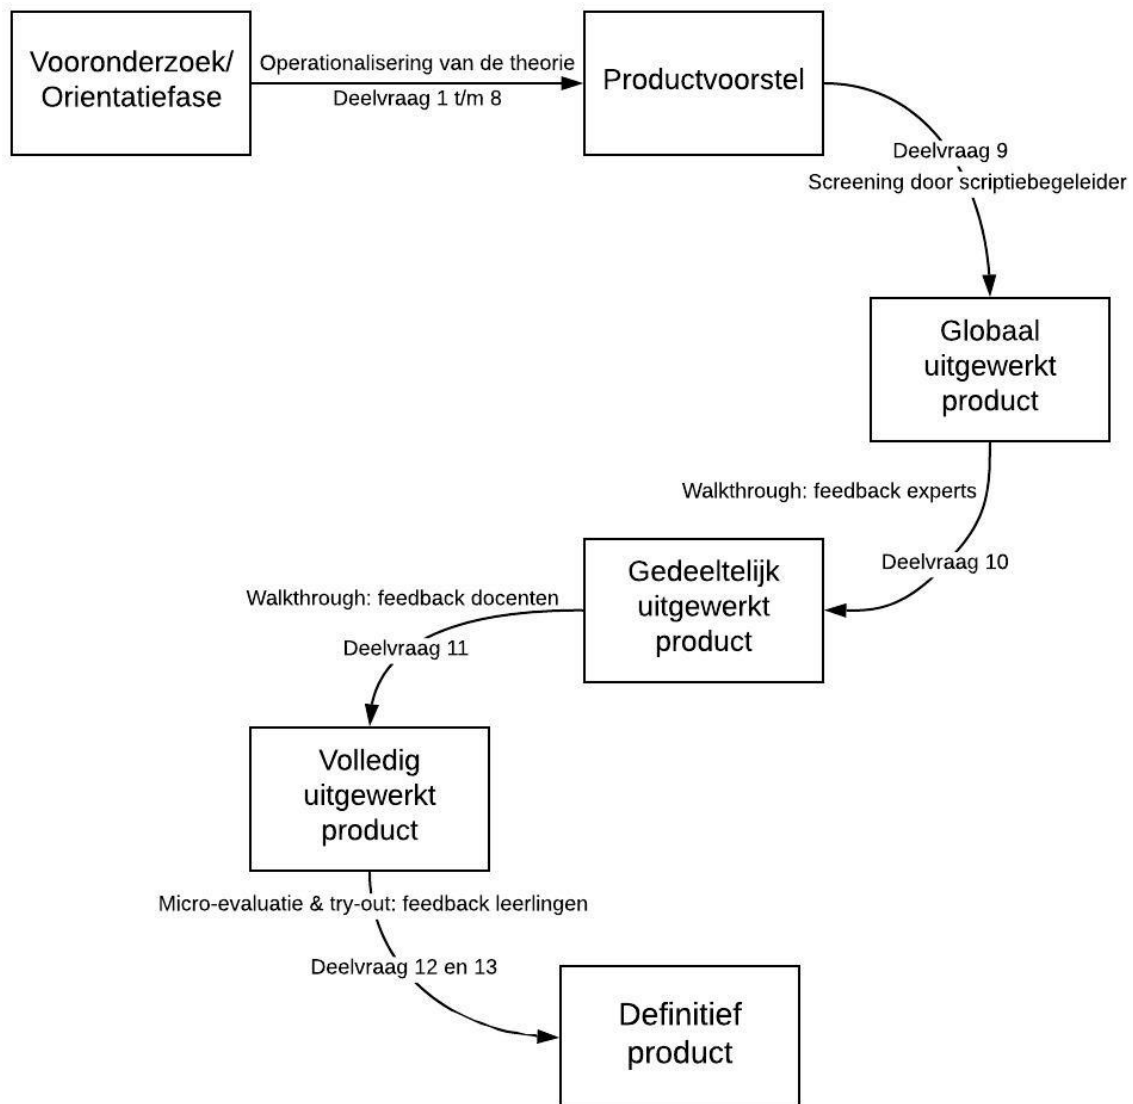 Vooronderzoek/
Orientatiefase
Operationalisering van de theorie
Deelvraag 1 t/m 8
Productvoorstel
Deelvraag 9
Screening door scriptiebegeleider
Globaal
uitgewerkt
product
Walkthrough: feedback experts
Deelvraag 10
Gedeeltelijk
uitgewerkt
product
Walkthrough: feedback docenten
Deelvraag 11
Volledig
uitgewerkt
product
Micro-evaluatie & try-out: feedback leerlingen
Deelvraag 12 en 13
Definitief
product